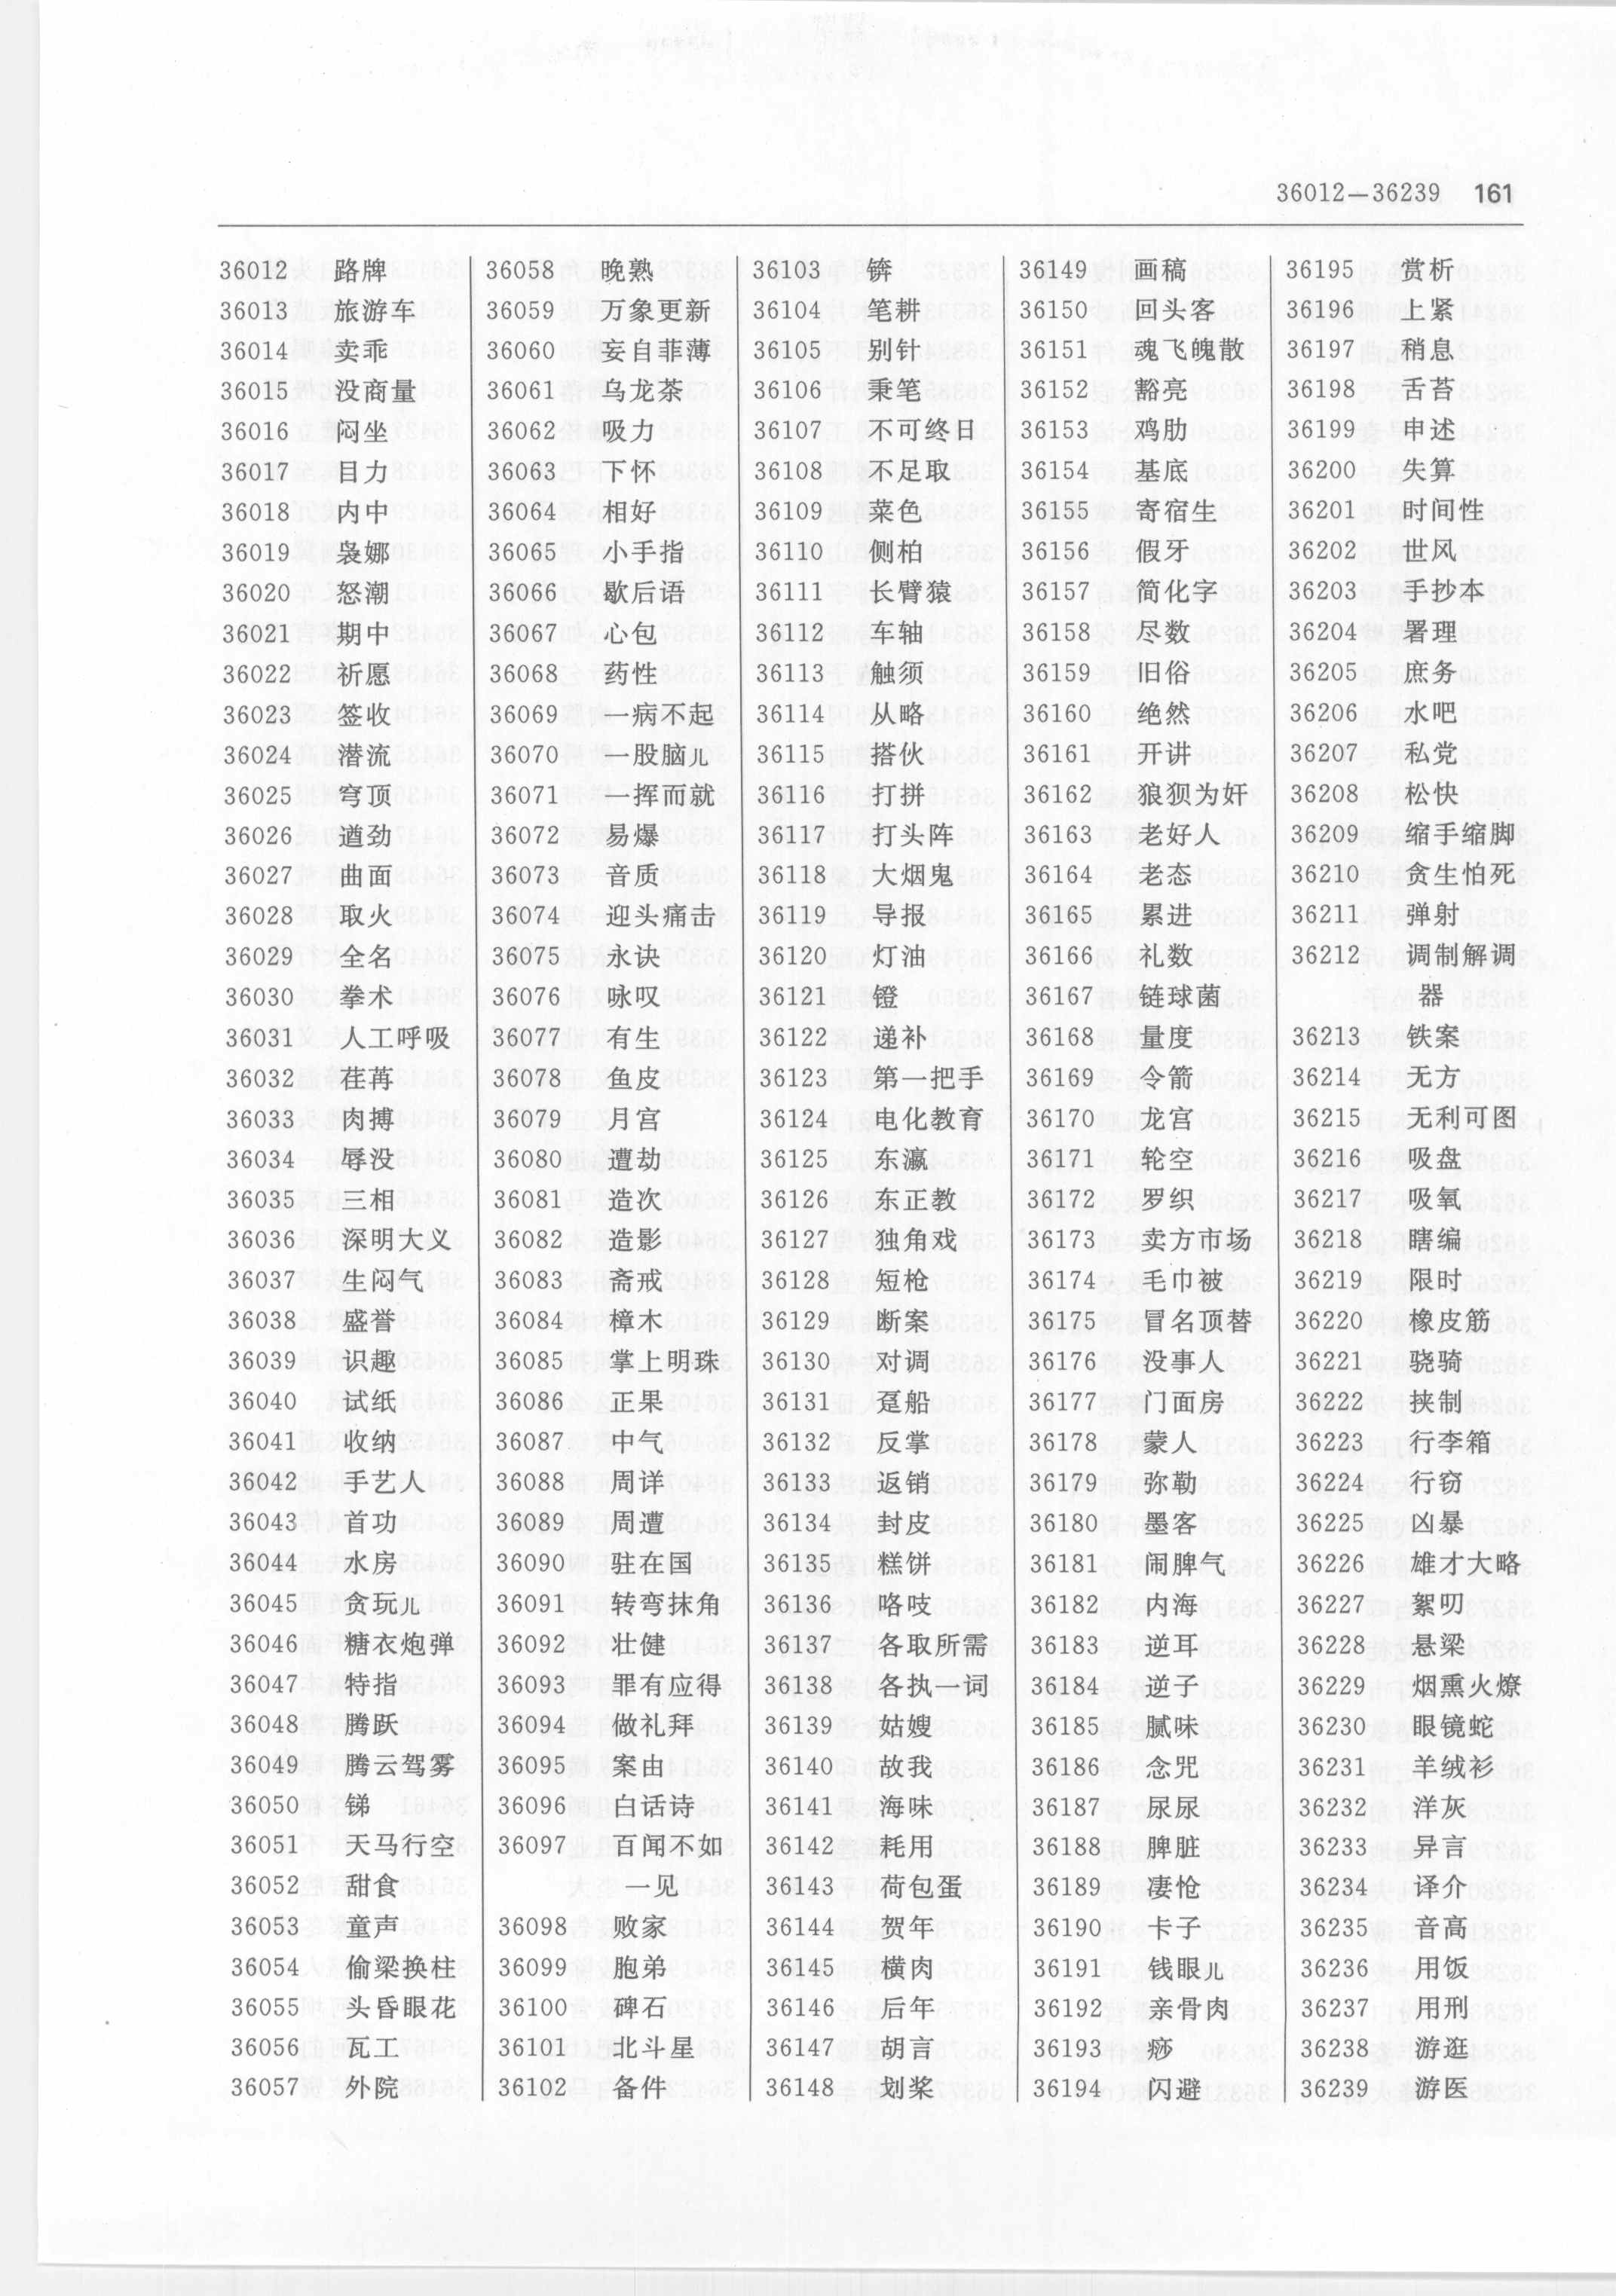 36012—36239 161
36012 路牌
36013 旅游车
36014 卖乖
36015 没商量
36016 闷坐
36017 目力
36018 内中
36019 袅娜
36020 怒潮
36021 期中
36022 祈愿
36023 签收
36024 潜流
36025 穹顶
36026 遒劲
36027 曲面
36028 取火
36029 全名
36030 拳术
36031 人工呼吸
36032 荏苒
36033 肉搏
36034 辱没
36035 三相
36036 深明大义
36037 生闷气
36038 盛誉
36039 识趣
36040 试纸
36041 收纳
36042 手艺人
36043 首功
36044 水房
36045 贪玩儿
36046 糖衣炮弹
36047 特指
36048 腾跃
36049 腾云驾雾
36050 锑
36051 天马行空
36052 甜食
36053 童声
36054 偷梁换柱
36055 头昏眼花
36056 瓦工
36057 外院
36058 晚熟
36059 万象更新
36060 妄自菲薄
36061 乌龙茶
36062 吸力
36063 下怀
36064 相好
36065 小手指
36066 歇后语
36067 心包
36068 药性
36069 一病不起
36070 一股脑儿
36071 一挥而就
36072 易爆
36073 音质
36074 迎头痛击
36075 永诀
36076 咏叹
36077 有生
36078 鱼皮
36079 月宫
36080 遭劫
36081 造次
36082 造影
36083 斋戒
36084 樟木
36085 掌上明珠
36086 正果
36087 中气
36088 周详
36089 周遭
36090 驻在国
36091 转弯抹角
36092 壮健
36093 罪有应得
36094 做礼拜
36095 案由
36096 白话诗
36097 百闻不如
一见
36098 败家
36099 胞弟
36100 碑石
36101 北斗星
36102 备件
36103 锛
36104 笔耕
36105 别针
36106 秉笔
36107 不可终日
36108 不足取
36109 菜色
36110 侧柏
36111 长臂猿
36112 车轴
36113 触须
36114 从略
36115 搭伙
36116 打拼
36117 打头阵
36118 大烟鬼
36119 导报
36120 灯油
36121 镫
36122 递补
36123 第一把手
36124 电化教育
36125 东瀛
36126 东正教
36127 独角戏
36128 短枪
36129 断案
36130 对调
36131 趸船
36132 反掌
36133 返销
36134 封皮
36135 糕饼
36136 咯吱
36137 各取所需
36138 各执一词
36139 姑嫂
36140 故我
36141 海味
36142 耗用
36143 荷包蛋
36144 贺年
36145 横肉
36146 后年
36147 胡言
36148 划桨
36149 画稿
36150 回头客
36151 魂飞魄散
36152 豁亮
36153 鸡肋
36154 基底
36155 寄宿生
36156 假牙
36157 简化字
36158 尽数
36159 旧俗
36160 绝然
36161 开讲
36162 狼狈为奸
36163 老好人
36164 老态
36165 累进
36166 礼数
36167 链球菌
36168 量度
36169 令箭
36170 龙宫
36171 轮空
36172 罗织
36173 卖方市场
36174 毛巾被
36175 冒名顶替
36176 没事人
36177 门面房
36178 蒙人
36179 弥勒
36180 墨客
36181 闹脾气
36182 内海
36183 逆耳
36184 逆子
36185 腻味
36186 念咒
36187 尿尿
36188 脾脏
36189 凄怆
36190 卡子
36191 钱眼儿
36192 亲骨肉
36193 痧
36194 闪避
36195 赏析
36196 上紧
36197 稍息
36198 舌苔
36199 申述
36200 失算
36201 时间性
36202 世风
36203 手抄本
36204 署理
36205 庶务
36206 水吧
36207 私党
36208 松快
36209 缩手缩脚
36210 贪生怕死
36211 弹射
36212 调制解调
器
36213 铁案
36214 无方
36215 无利可图
36216 吸盘
36217 吸氧
36218 瞎编
36219 限时
36220 橡皮筋
36221 骁骑
36222 挟制
36223 行李箱
36224 行窃
36225 凶暴
36226 雄才大略
36227 絮叨
36228 悬梁
36229 烟熏火燎
36230 眼镜蛇
36231 羊绒衫
36232 洋灰
36233 异言
36234 译介
36235 音高
36236 用饭
36237 用刑
36238 游逛
36239 游医